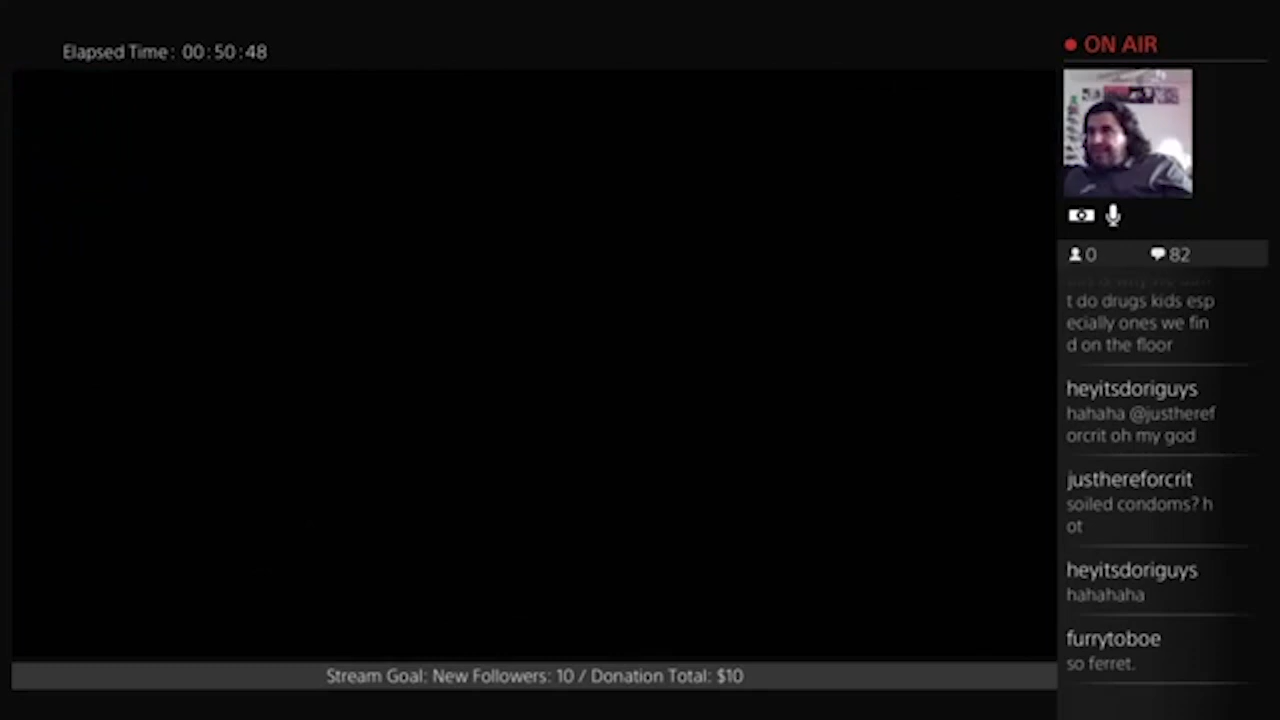 Elapsed Time: 00:50:48
ON AIR
0 82
t do drugs kids esp
ecially ones we fin
d on the floor
heyitsdoriguys
hahaha @justheref
orcrit oh my god
justhereforcrit
soiled condoms? h
ot
heyitsdoriguys
hahahaha
furrytoboe
so ferret.
Stream Goal: New Followers: 10 / Donation Total: $10